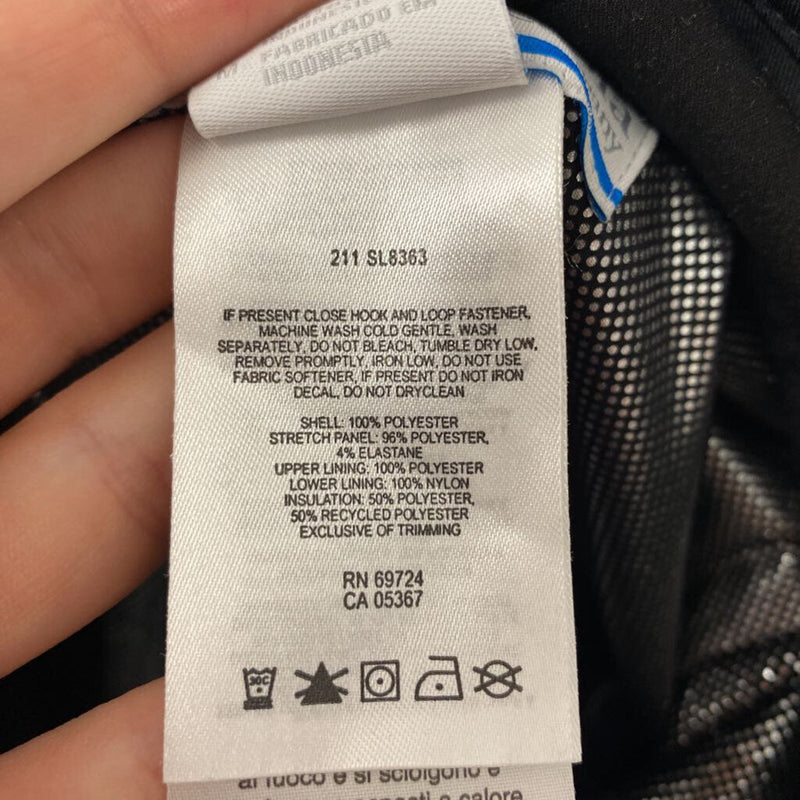 FABRICADO EM
INDONESIA
211 SL8363
IF PRESENT CLOSE HOOK AND LOOP FASTENER,
MACHINE WASH COLD GENTLE, WASH
SEPARATELY, DO NOT BLEACH, TUMBLE DRY LOW,
REMOVE PROMPTLY, IRON LOW, DO NOT USE
FABRIC SOFTENER, IF PRESENT DO NOT IRON
DECAL, DO NOT DRYCLEAN
SHELL: 100% POLYESTER
STRETCH PANEL: 96% POLYESTER,
4% ELASTANE
UPPER LINING: 100% POLYESTER
LOWER LINING: 100% NYLON
INSULATION: 50% POLYESTER,
50% RECYCLED POLYESTER
EXCLUSIVE OF TRIMMING
RN 69724
CA 05367
30C
al fuoco e si sciolgono e
a calore